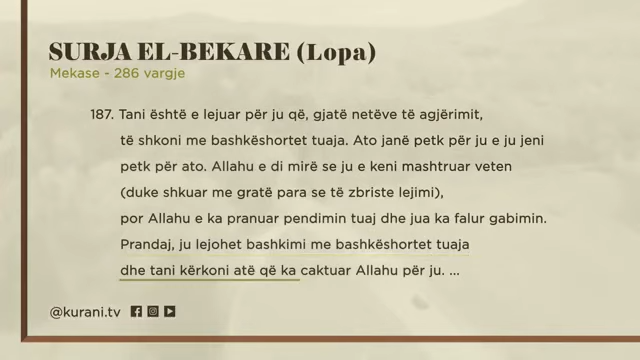 SURJA EL-BEKARE (Lopa)
Mekase - 286 vargje
187. Tani është e lejuar për ju që, gjatë netëve të agjërimit,
të shkoni me bashkëshortet tuaja. Ato janë petk për ju e ju jeni
petk për ato. Allahu e di mirë se ju e keni mashtruar veten
(duke shkuar me gratë para se të zbriste lejimi),
por Allahu e ka pranuar pendimin tuaj dhe jua ka falur gabimin.
Prandaj, ju lejohet bashkimi me bashkëshortet tuaja
dhe tani kërkoni atë që ka caktuar Allahu për ju. ...
@kurani.tv